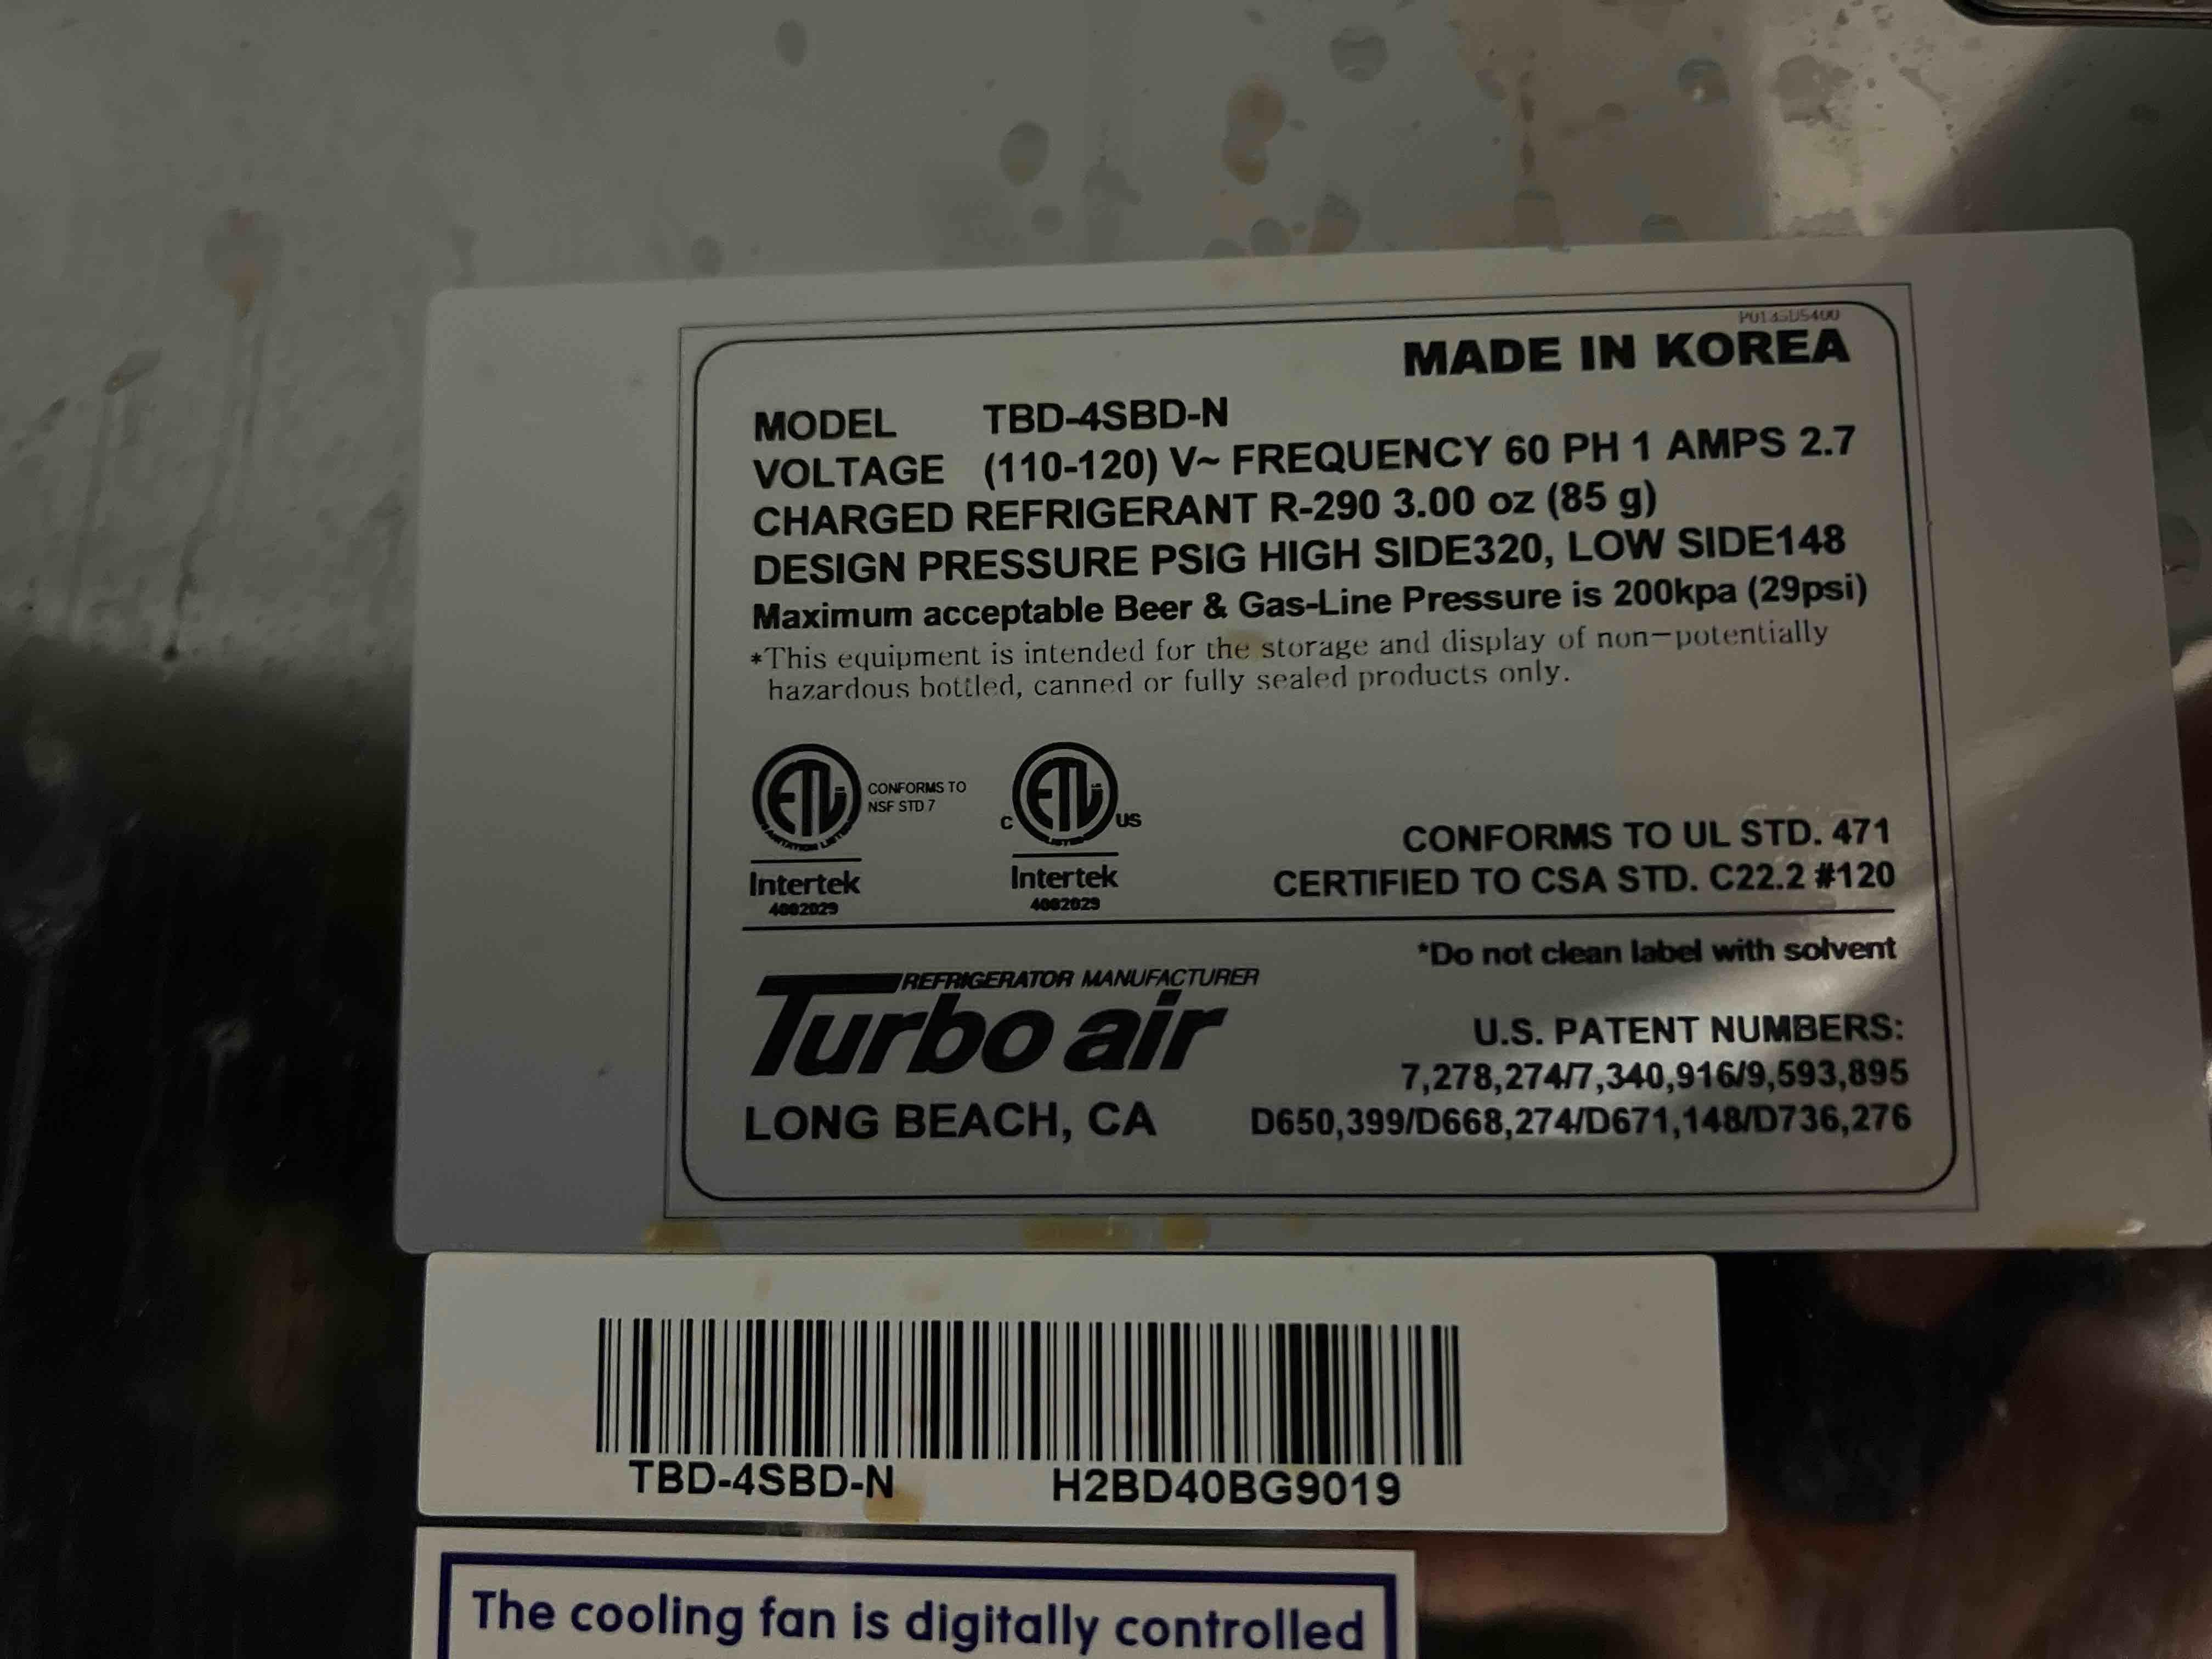 P0135U5400
MADE IN KOREA
MODEL TBD-4SBD-N
VOLTAGE (110-120) V~ FREQUENCY 60 PH 1 AMPS 2.7
CHARGED REFRIGERANT R-290 3.00 oz (85 g)
DESIGN PRESSURE PSIG HIGH SIDE320, LOW SIDE148
Maximum acceptable Beer & Gas-Line Pressure is 200kpa (29psi)
*This equipment is intended for the storage and display of non-potentially
hazardous bottled, canned or fully sealed products only.
ETL
CONFORMS TO
NSF STD 7
Intertek
4002029
C ETL US
LISTED
Intertek
4002029
CONFORMS TO UL STD. 471
CERTIFIED TO CSA STD. C22.2 #120
*Do not clean label with solvent
REFRIGERATOR MANUFACTURER
Turbo air
LONG BEACH, CA
U.S. PATENT NUMBERS:
7,278,274/7,340,916/9,593,895
D650,399/D668,274/D671,148/D736,276
TBD-4SBD-N H2BD40BG9019
The cooling fan is digitally controlled